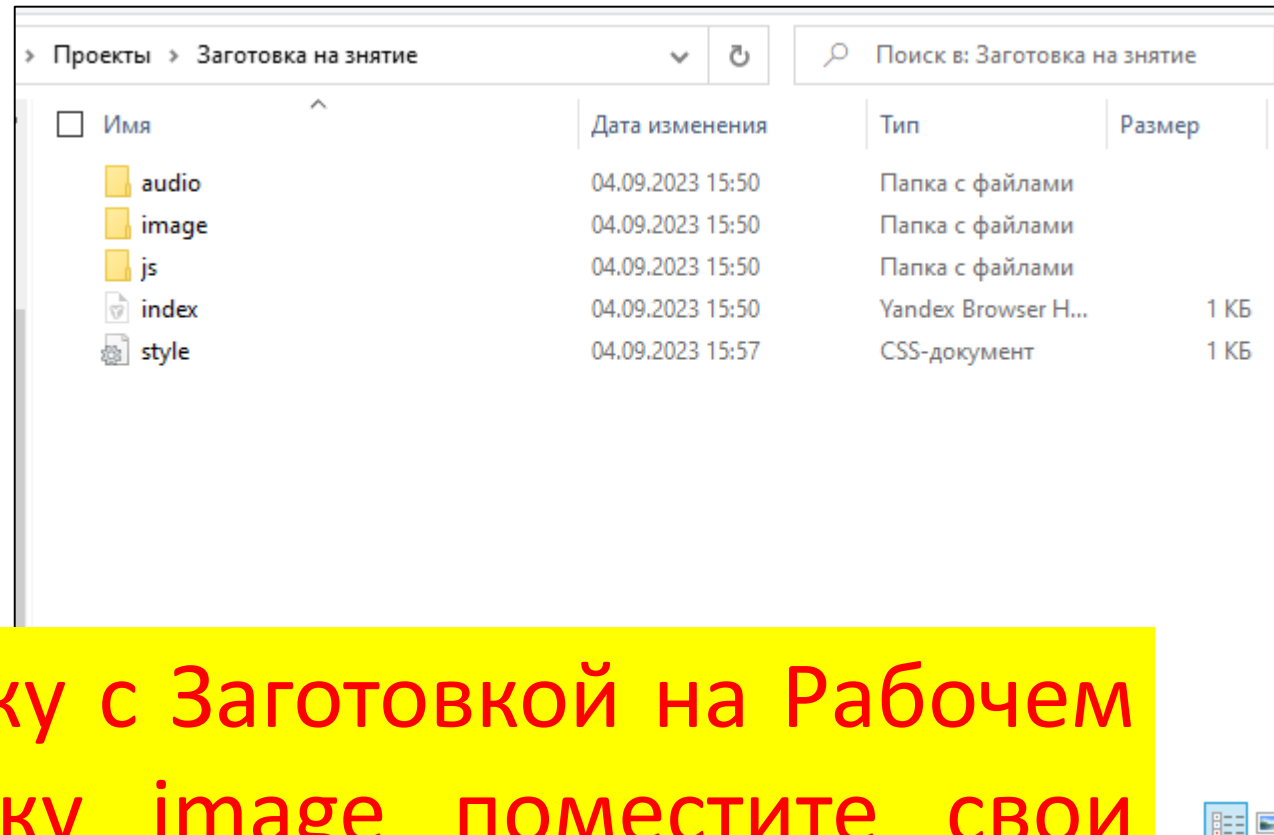 Проекты > Заготовка на знятие Поиск в: Заготовка на знятие
Имя Дата изменения Тип Размер
audio 04.09.2023 15:50 Папка с файлами
image 04.09.2023 15:50 Папка с файлами
js 04.09.2023 15:50 Папка с файлами
index 04.09.2023 15:50 Yandex Browser H... 1 КБ
style 04.09.2023 15:57 CSS-документ 1 КБ
с Заготовкой на Рабочем
image поместите свои